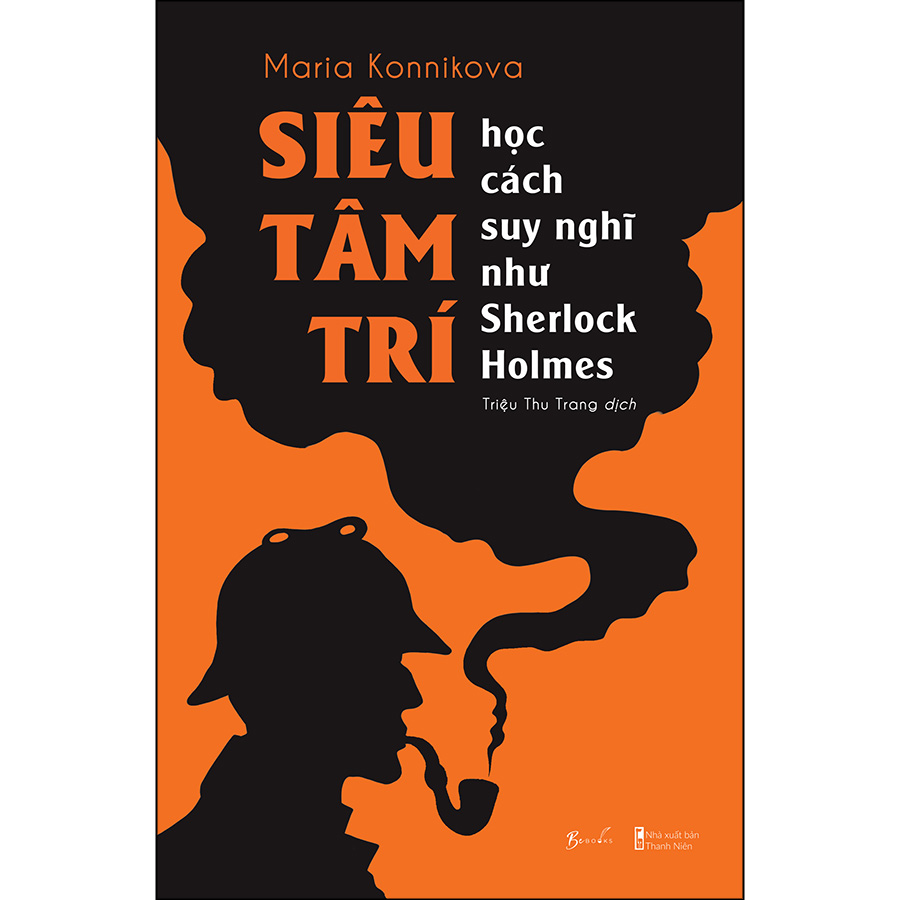 Maria Konnikova
SIÊU
TÂM
TRÍ
học
cách
suy nghĩ
như
Sherlock
Holmes
Triệu Thu Trang dịch
BeBOOKS
Nhà xuất bản
Thanh Niên